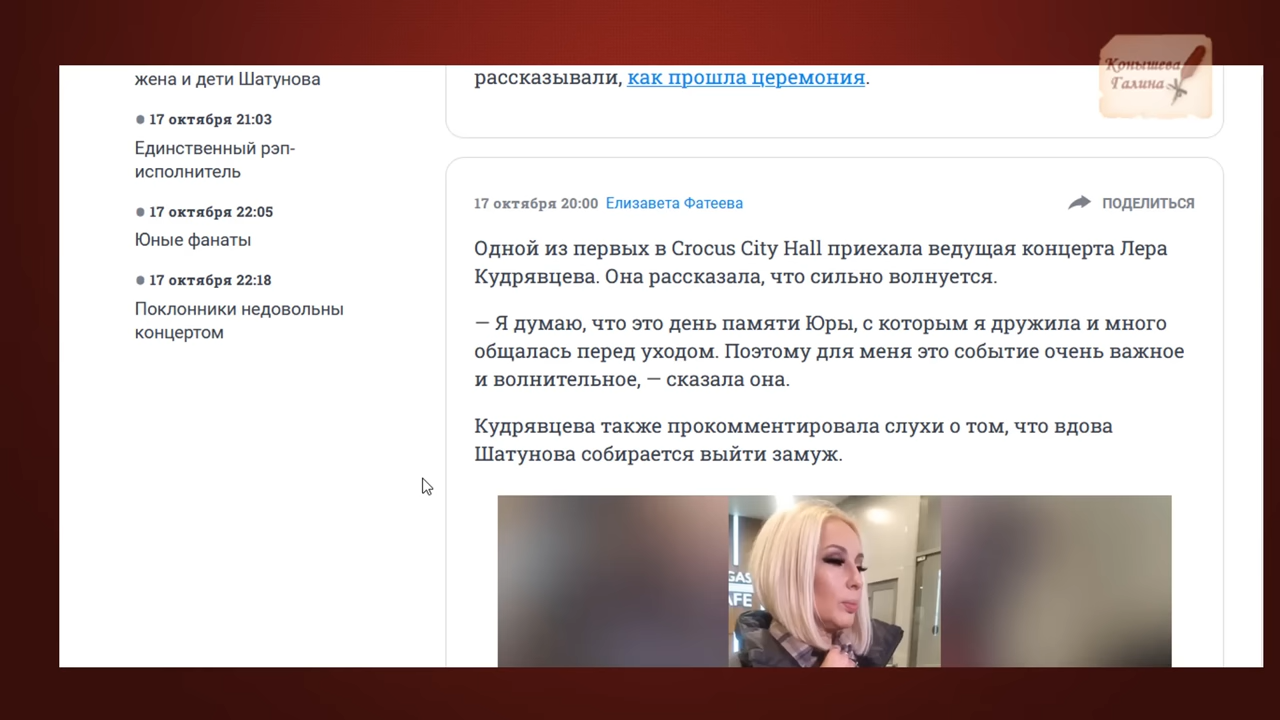 жена и дети Шатунова
17 октября 21:03
Единственный рэп-
исполнитель
17 октября 22:05
Юные фанаты
17 октября 22:18
Поклонники недовольны
концертом
рассказывали, как прошла церемония.
Конышева
Галина
17 октября 20:00 Елизавета Фатеева
ПОДЕЛИТЬСЯ
Одной из первых в Crocus City Hall приехала ведущая концерта Лера
Кудрявцева. Она рассказала, что сильно волнуется.
— Я думаю, что это день памяти Юры, с которым я дружила и много
общалась перед уходом. Поэтому для меня это событие очень важное
и волнительное, — сказала она.
Кудрявцева также прокомментировала слухи о том, что вдова
Шатунова собирается выйти замуж.
GAS
AFE